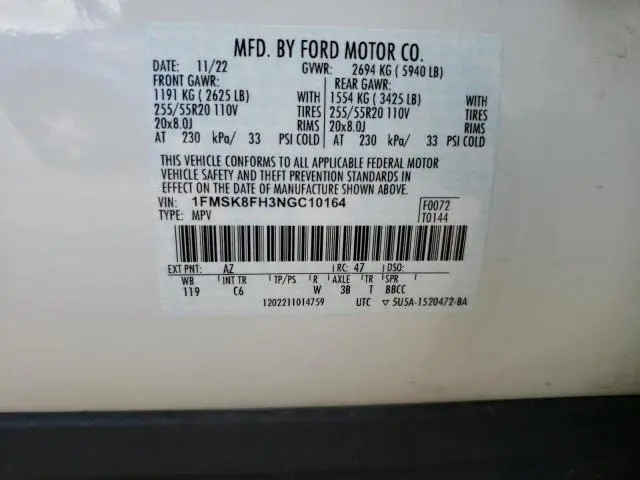 MFD. BY FORD MOTOR CO.
DATE: 11/22 GVWR: 2694 KG ( 5940 LB)
FRONT GAWR: REAR GAWR:
1191 KG ( 2625 LB) WITH 1554 KG ( 3425 LB) WITH
255/55R20 110V TIRES 255/55R20 110V TIRES
20x8.0J RIMS 20x8.0J RIMS
AT 230 kPa/ 33 PSI COLD AT 230 kPa/ 33 PSI COLD
THIS VEHICLE CONFORMS TO ALL APPLICABLE FEDERAL MOTOR
VEHICLE SAFETY AND THEFT PREVENTION STANDARDS IN
EFFECT ON THE DATE OF MANUFACTURE SHOWN ABOVE.
VIN: 1FMSK8FH3NGC10164 F0072
TYPE: MPV T0144
EXT PNT: AZ RC: 47 DSO:
WB INT TR TP/PS R AXLE TR SPR
119 C6 W 3B T BBCC
1202211014759 UTC ▽ 5U5A-1520472-BA